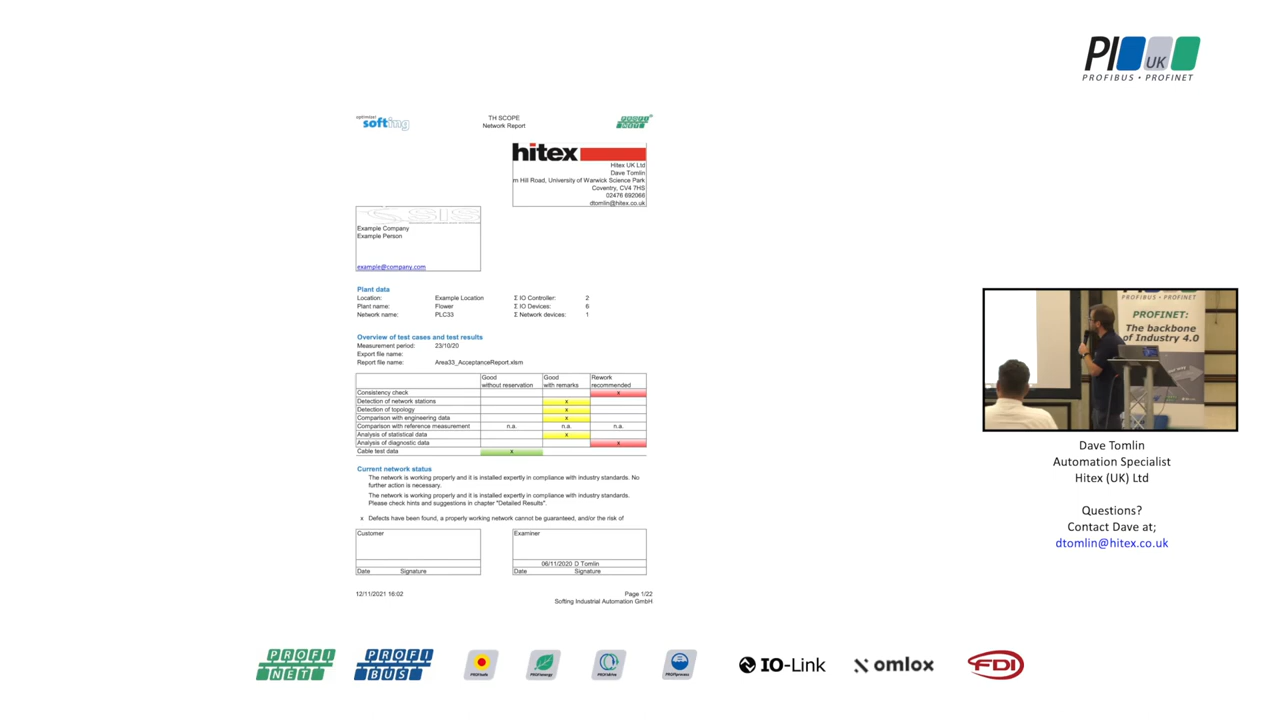 PI UK
PROFIBUS • PROFINET
optimize!
softing
TH SCOPE
Network Report
PROFI
NET
hitex
Hitex UK Ltd
Dave Tomlin
m Hill Road, University of Warwick Science Park
Coventry, CV4 7HS
02476 692066
dtomlin@hitex.co.uk
SIS
Example Company
Example Person
example@company.com
Plant data
Location: Example Location Σ IO Controller: 2
Plant name: Flower Σ IO Devices: 6
Network name: PLC33 Σ Network devices: 1
Overview of test cases and test results
Measurement period: 23/10/20
Export file name:
Report file name: Area33_AcceptanceReport.xlsm
Good without reservation Good with remarks Rework recommended
Consistency check x
Detection of network stations x
Detection of topology x
Comparison with engineering data x
Comparison with reference measurement n.a. n.a. n.a.
Analysis of statistical data x
Analysis of diagnostic data x
Cable test data x
Current network status
The network is working properly and it is installed expertly in compliance with industry standards. No
further action is necessary.
The network is working properly and it is installed expertly in compliance with industry standards.
Please check hints and suggestions in chapter "Detailed Results".
x Defects have been found, a properly working network cannot be guaranteed, and/or the risk of
Customer Examiner
06/11/2020 D Tomlin
Date Signature Date Signature
12/11/2021 16:02 Page 1/22
Softing Industrial Automation GmbH
PROFIBUS • PROFINET
PROFINET:
The backbone
of Industry 4.0
Dave Tomlin
Automation Specialist
Hitex (UK) Ltd
Questions?
Contact Dave at;
dtomlin@hitex.co.uk
PROFI
NET
PROFI
BUS
PROFIsafe
PROFIenergy
PROFIdrive
PROFIprocess
IO-Link
omlox
FDI